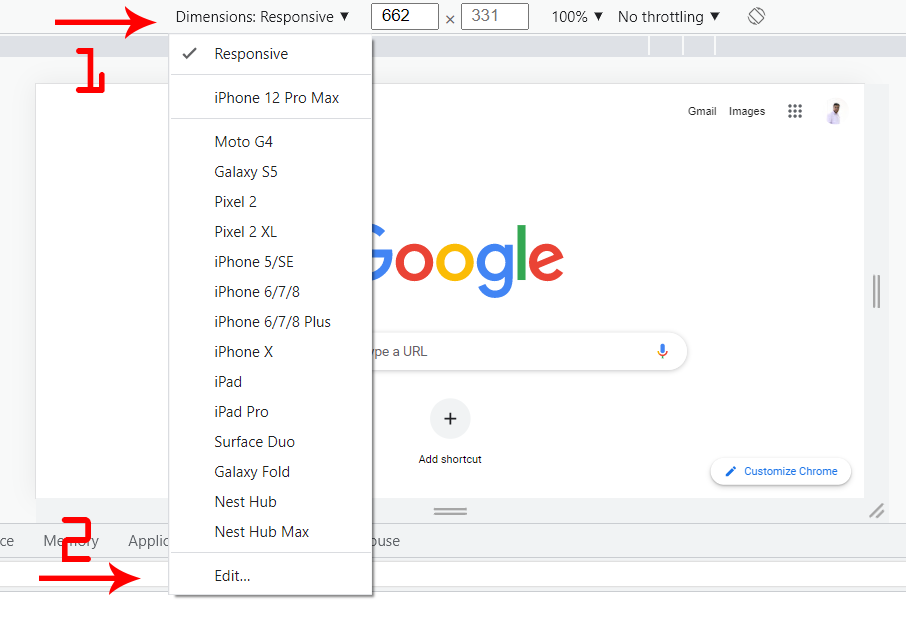 Dimensions: Responsive ▼ 662 × 331 100% ▼ No throttling ▼
1
✓ Responsive
iPhone 12 Pro Max
Gmail Images
Moto G4
Galaxy S5
Pixel 2
Pixel 2 XL
Google
iPhone 5/SE
iPhone 6/7/8
iPhone 6/7/8 Plus
iPhone X
ype a URL
iPad
iPad Pro
+
Surface Duo
Add shortcut
Galaxy Fold
Customize Chrome
Nest Hub
Nest Hub Max
ce Memory Applic ouse
2
Edit...